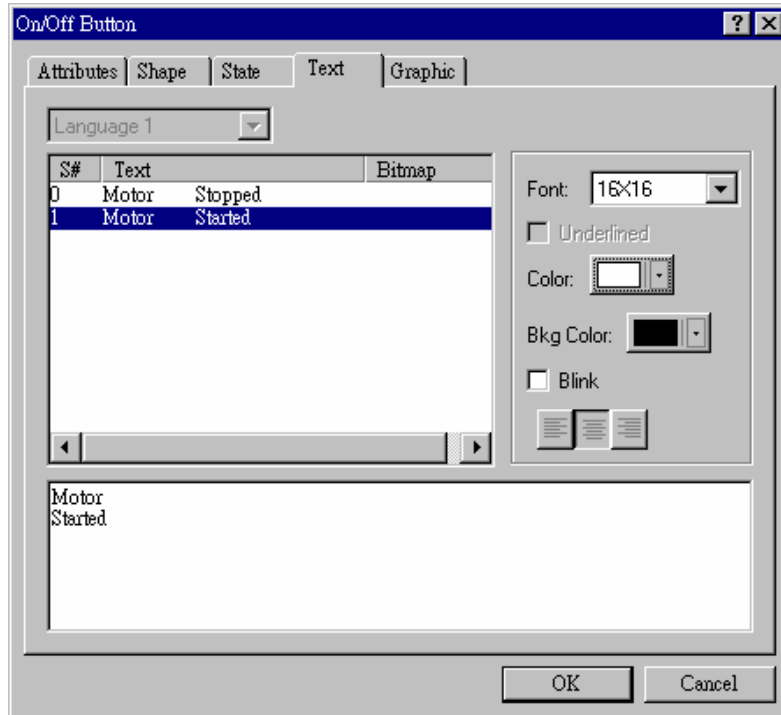 On/Off Button
Attributes Shape State Text Graphic
Language 1
S# Text Bitmap
0 Motor Stopped
1 Motor Started
Font: 16X16
Underlined
Color:
Bkg Color:
Blink
Motor
Started
OK Cancel